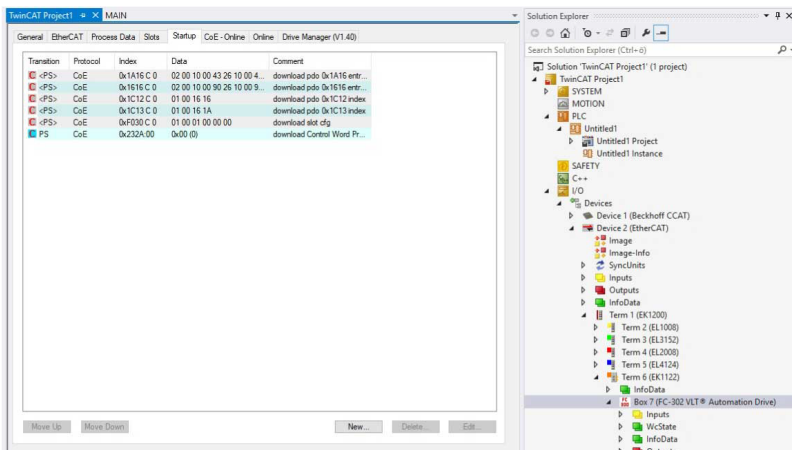 TwinCAT Project1 MAIN
General EtherCAT Process Data Slots Startup CoE - Online Online Drive Manager (V1.40)
Transition Protocol Index Data Comment
<PS> CoE 0x1A16 C 0 02 00 10 00 43 26 10 00 4... download pdo 0x1A16 entr...
<PS> CoE 0x1616 C 0 02 00 10 00 90 26 10 00 9... download pdo 0x1616 entr...
<PS> CoE 0x1C12 C 0 01 00 16 16 download pdo 0x1C12 index
<PS> CoE 0x1C13 C 0 01 00 16 1A download pdo 0x1C13 index
<PS> CoE 0xF030 C 0 01 00 01 00 00 00 download slot cfg
PS CoE 0x232A:00 0x00 (0) download Control Word Pr...
Move Up Move Down New... Delete... Edit...
Solution Explorer
Search Solution Explorer (Ctrl+ö)
Solution 'TwinCAT Project1' (1 project)
TwinCAT Project1
SYSTEM
MOTION
PLC
Untitled1
Untitled1 Project
Untitled1 Instance
SAFETY
C++
I/O
Devices
Device 1 (Beckhoff CCAT)
Device 2 (EtherCAT)
Image
Image-Info
SyncUnits
Inputs
Outputs
InfoData
Term 1 (EK1200)
Term 2 (EL1008)
Term 3 (EL3152)
Term 4 (EL2008)
Term 5 (EL4124)
Term 6 (EK1122)
InfoData
Box 7 (FC-302 VLT® Automation Drive)
Inputs
WcState
InfoData